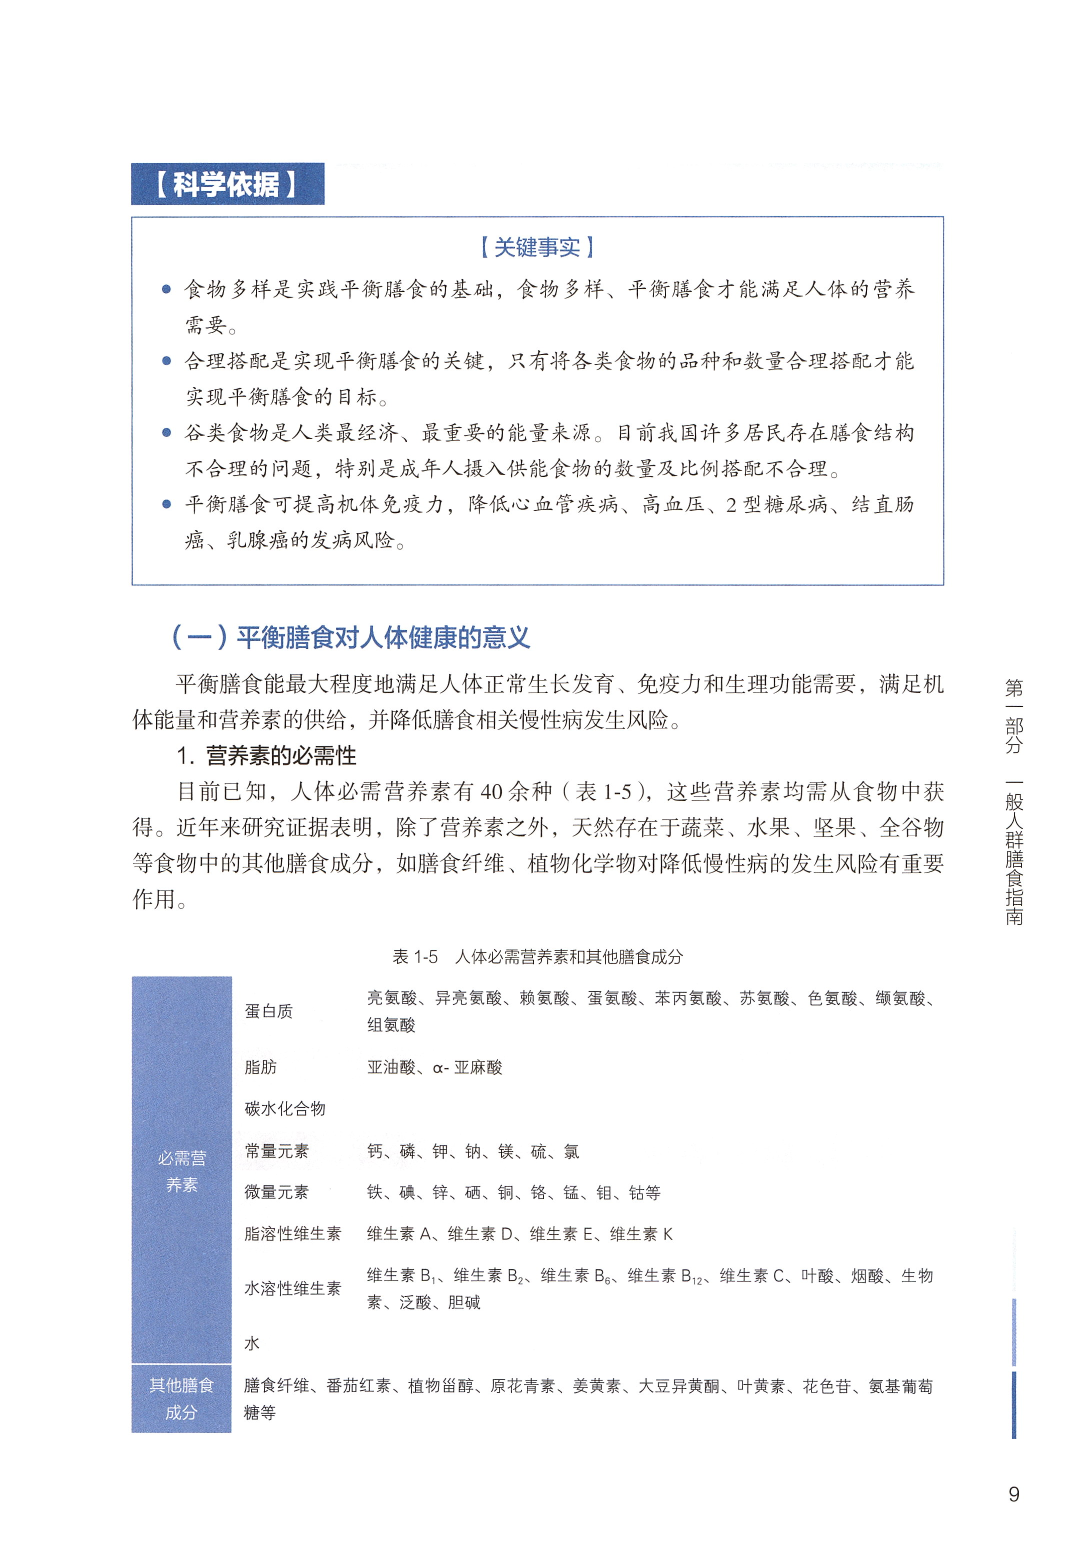 【科学依据】
【关键事实】
● 食物多样是实践平衡膳食的基础，食物多样、平衡膳食才能满足人体的营养
需要。
● 合理搭配是实现平衡膳食的关键，只有将各类食物的品种和数量合理搭配才能
实现平衡膳食的目标。
● 谷类食物是人类最经济、最重要的能量来源。目前我国许多居民存在膳食结构
不合理的问题，特别是成年人摄入供能食物的数量及比例搭配不合理。
● 平衡膳食可提高机体免疫力，降低心血管疾病、高血压、2 型糖尿病、结直肠
癌、乳腺癌的发病风险。
（一）平衡膳食对人体健康的意义
平衡膳食能最大程度地满足人体正常生长发育、免疫力和生理功能需要，满足机
体能量和营养素的供给，并降低膳食相关慢性病发生风险。
1. 营养素的必需性
目前已知，人体必需营养素有 40 余种（表 1-5），这些营养素均需从食物中获
得。近年来研究证据表明，除了营养素之外，天然存在于蔬菜、水果、坚果、全谷物
等食物中的其他膳食成分，如膳食纤维、植物化学物对降低慢性病的发生风险有重要
作用。
表 1-5 人体必需营养素和其他膳食成分
必需营
养素
蛋白质
亮氨酸、异亮氨酸、赖氨酸、蛋氨酸、苯丙氨酸、苏氨酸、色氨酸、缬氨酸、
组氨酸
脂肪 亚油酸、α- 亚麻酸
碳水化合物
常量元素 钙、磷、钾、钠、镁、硫、氯
微量元素 铁、碘、锌、硒、铜、铬、锰、钼、钴等
脂溶性维生素 维生素 A、维生素 D、维生素 E、维生素 K
水溶性维生素
维生素 B₁、维生素 B₂、维生素 B₆、维生素 B₁₂、维生素 C、叶酸、烟酸、生物
素、泛酸、胆碱
水
其他膳食
成分
膳食纤维、番茄红素、植物甾醇、原花青素、姜黄素、大豆异黄酮、叶黄素、花色苷、氨基葡萄
糖等
第一部分 一般人群膳食指南
9